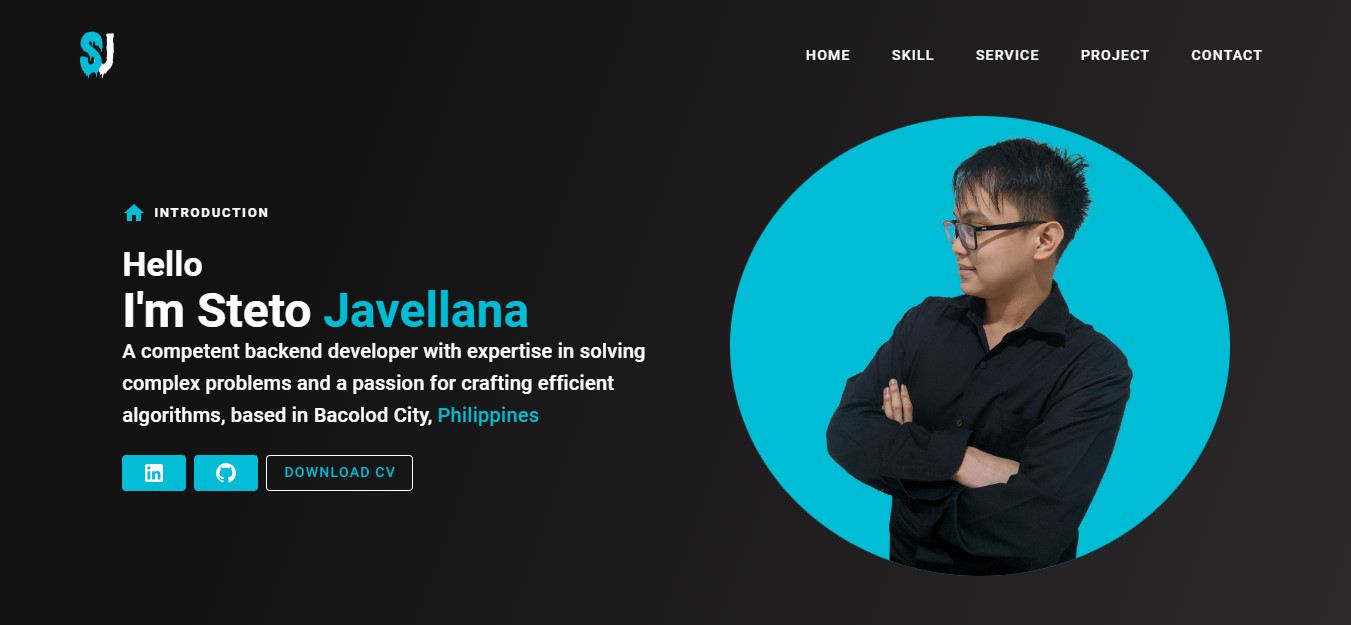 SJ
HOME SKILL SERVICE PROJECT CONTACT
INTRODUCTION
Hello
I'm Steto Javellana
A competent backend developer with expertise in solving
complex problems and a passion for crafting efficient
algorithms, based in Bacolod City, Philippines
in
DOWNLOAD CV